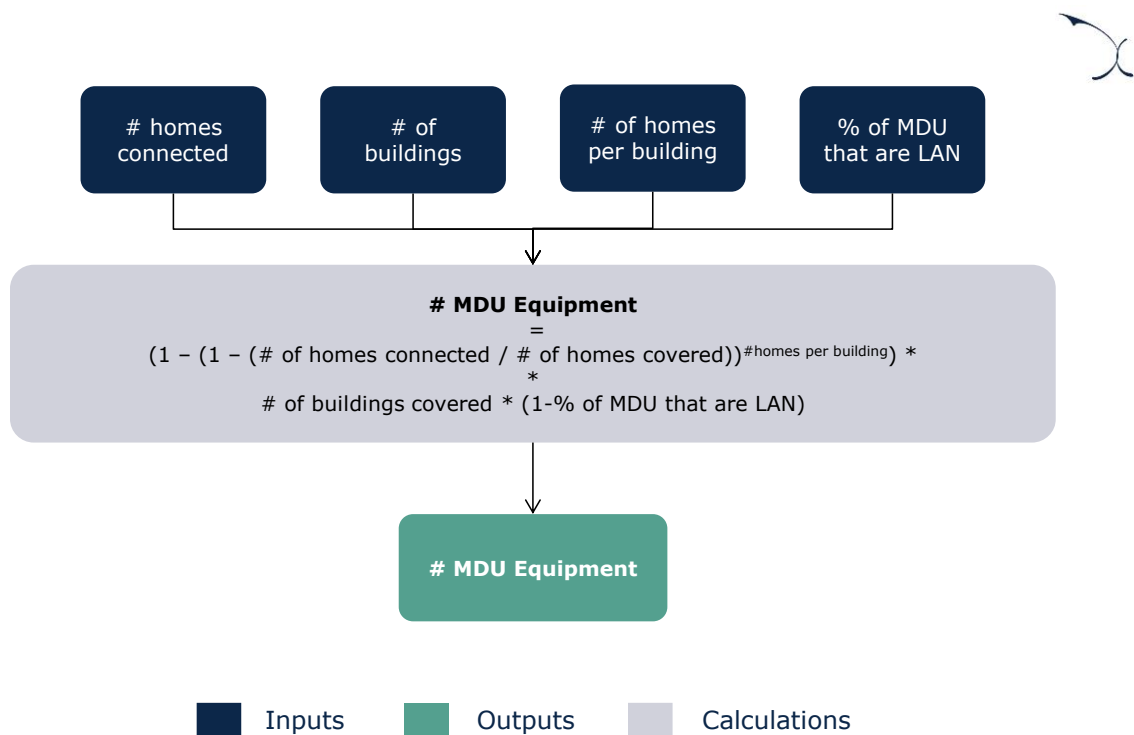 # homes
connected
# of
buildings
# of homes
per building
% of MDU
that are LAN
# MDU Equipment
=
(1 – (1 – (# of homes connected / # of homes covered))#homes per building) *
*
# of buildings covered * (1-% of MDU that are LAN)
# MDU Equipment
Inputs
Outputs
Calculations